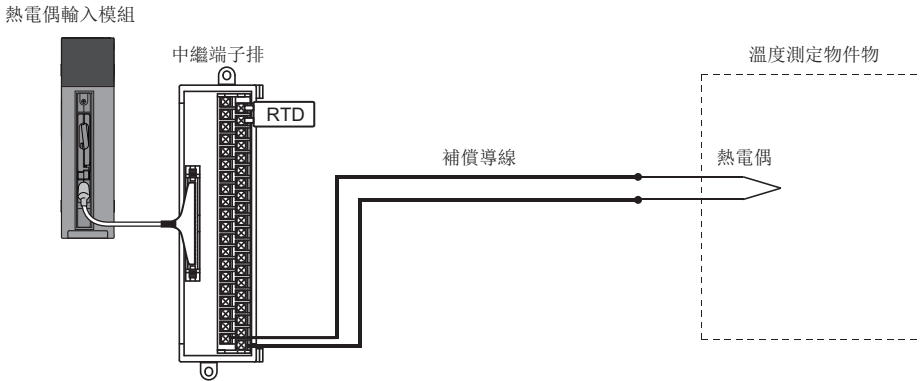 熱電偶輸入模組
中繼端子排
溫度測定物件物
RTD
補償導線
熱電偶